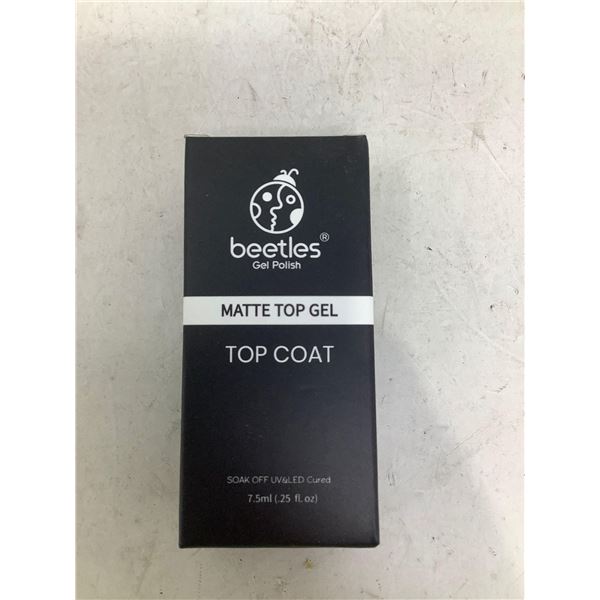 beetles®
Gel Polish
MATTE TOP GEL
TOP COAT
SOAK OFF UV&LED Cured
7.5ml (.25 fl. oz)